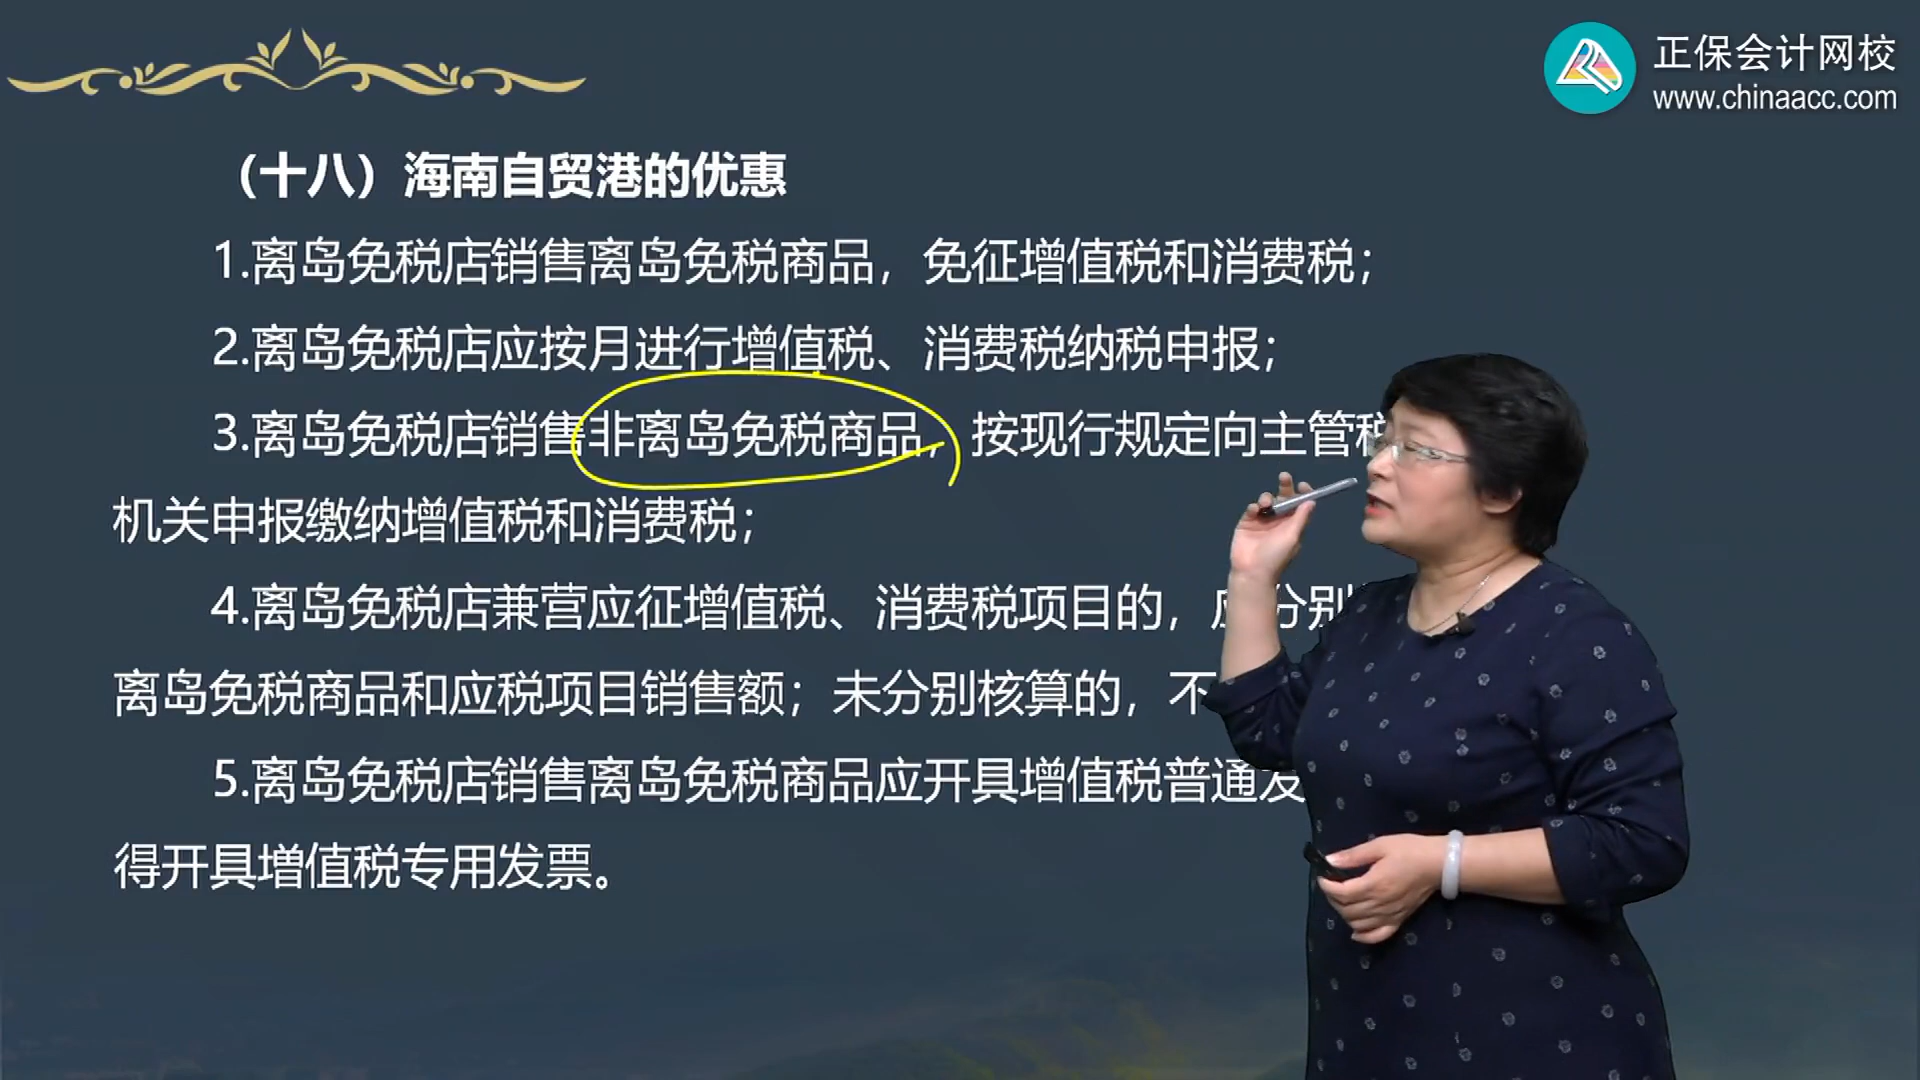 正保会计网校
www.chinaacc.com
（十八）海南自贸港的优惠
1.离岛免税店销售离岛免税商品，免征增值税和消费税；
2.离岛免税店应按月进行增值税、消费税纳税申报；
3.离岛免税店销售非离岛免税商品，按现行规定向主管税
机关申报缴纳增值税和消费税；
4.离岛免税店兼营应征增值税、消费税项目的，应分别
离岛免税商品和应税项目销售额；未分别核算的，不
5.离岛免税店销售离岛免税商品应开具增值税普通发
得开具增值税专用发票。